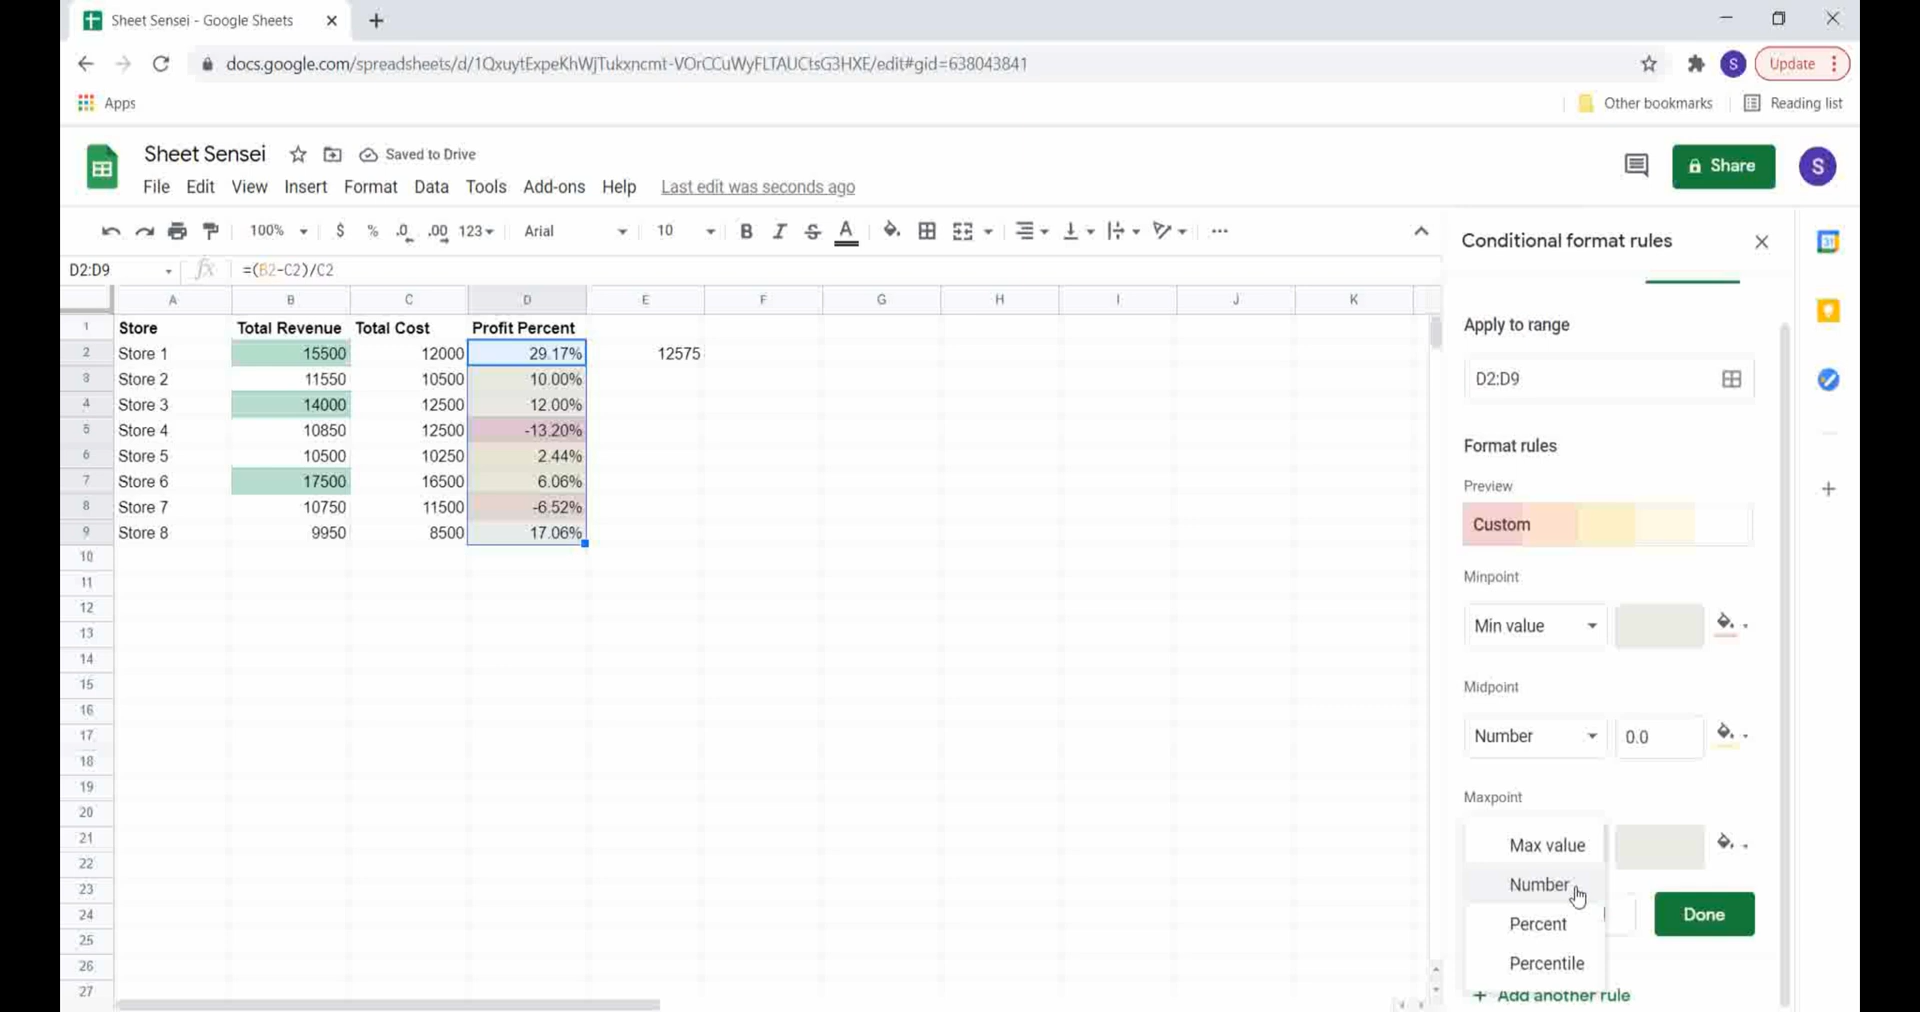 Sheet Sensei - Google Sheets
docs.google.com/spreadsheets/d/1QxuytExpeKhWjTukxncmt-VOrCCuWyFLTAUCtsG3HXE/edit#gid=638043841
S
Update
Apps
Other bookmarks
Reading list
Sheet Sensei
Saved to Drive
Share
S
File Edit View Insert Format Data Tools Add-ons Help Last edit was seconds ago
100% $ % .0 .00 123 Arial 10 B I S A
Conditional format rules
D2:D9 fx =(B2-C2)/C2
A B C D E F G H I J K
1 Store Total Revenue Total Cost Profit Percent
2 Store 1 15500 12000 29.17% 12575
3 Store 2 11550 10500 10.00%
4 Store 3 14000 12500 12.00%
5 Store 4 10850 12500 -13.20%
6 Store 5 10500 10250 2.44%
7 Store 6 17500 16500 6.06%
8 Store 7 10750 11500 -6.52%
9 Store 8 9950 8500 17.06%
10
11
12
13
14
15
16
17
18
19
20
21
22
23
24
25
26
27
Apply to range
D2:D9
Format rules
Preview
Custom
Minpoint
Min value
Midpoint
Number 0.0
Maxpoint
Max value
Number
Percent
Percentile
Done
+ Add another rule
31